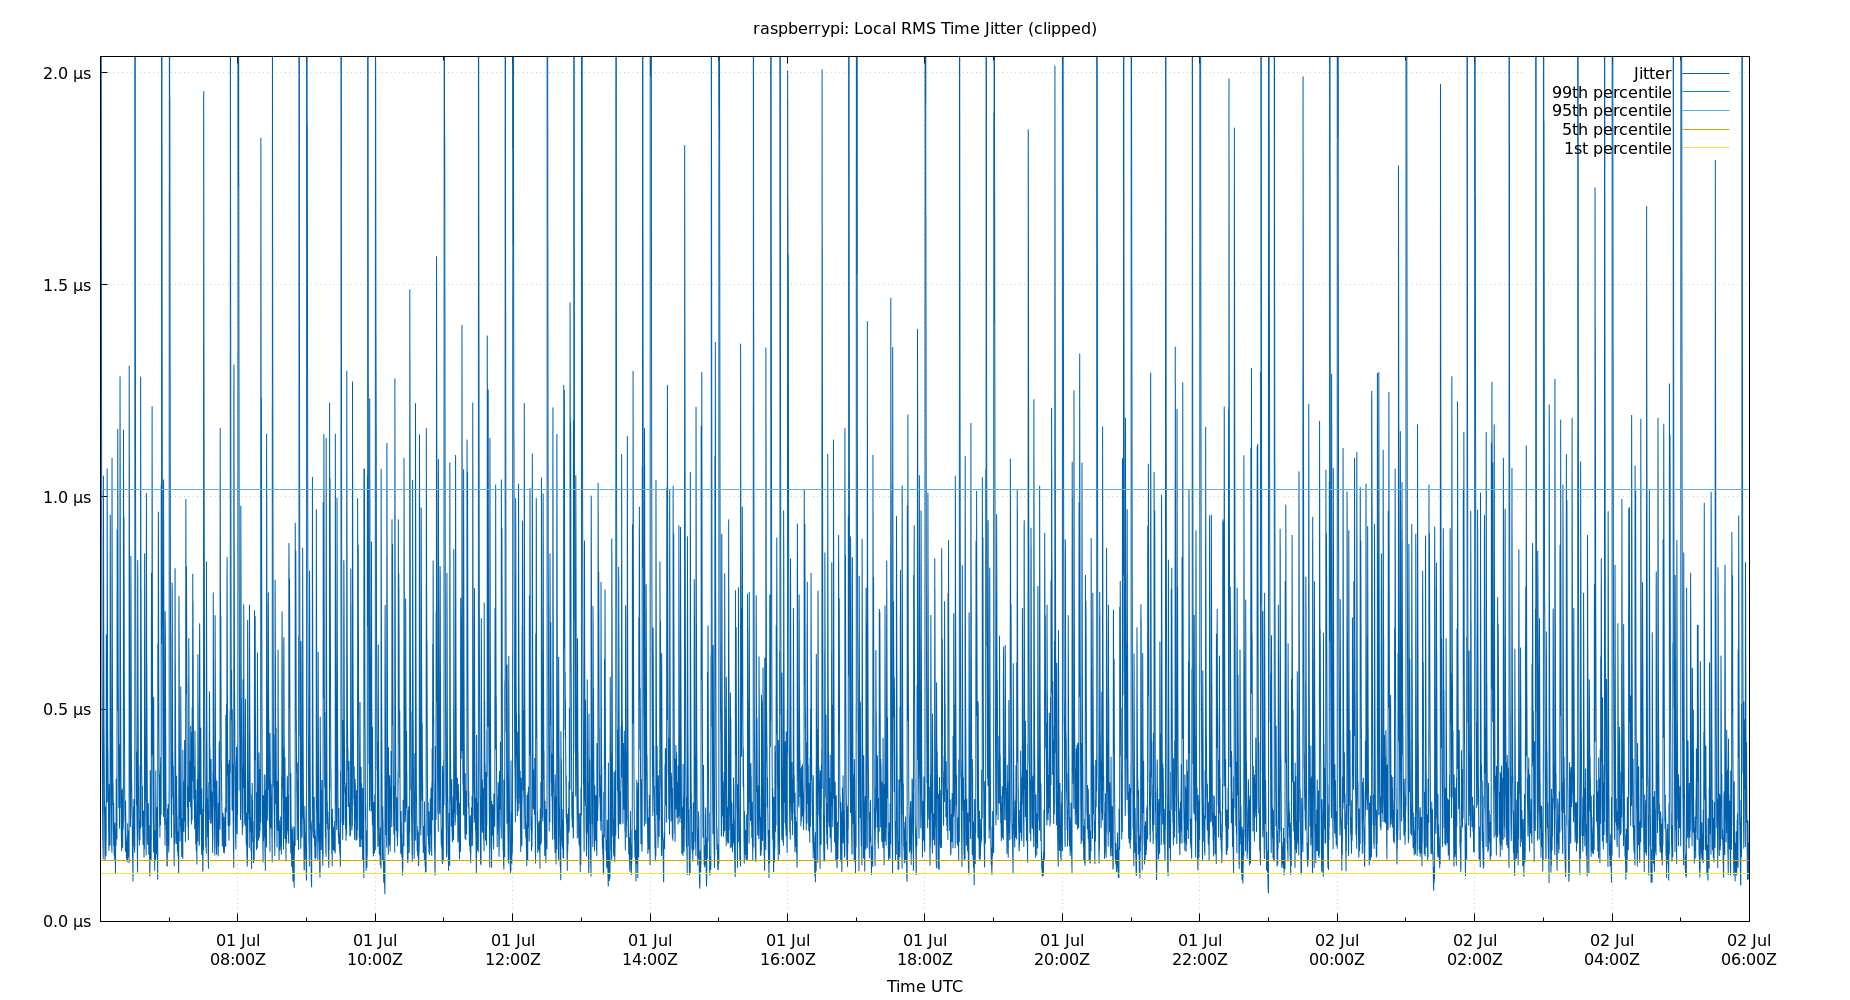 raspberrypi: Local RMS Time Jitter (clipped)
2.0 µs
1.5 µs
1.0 µs
0.5 µs
0.0 µs
Jitter
99th percentile
95th percentile
5th percentile
1st percentile
01 Jul
08:00Z
01 Jul
10:00Z
01 Jul
12:00Z
01 Jul
14:00Z
01 Jul
16:00Z
01 Jul
18:00Z
01 Jul
20:00Z
01 Jul
22:00Z
02 Jul
00:00Z
02 Jul
02:00Z
02 Jul
04:00Z
02 Jul
06:00Z
Time UTC